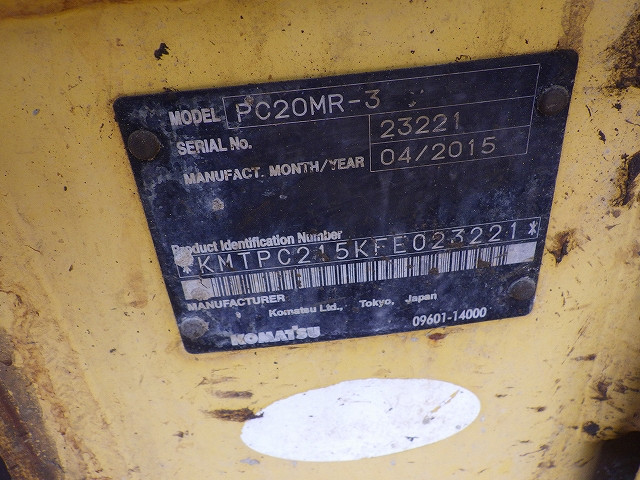 MODEL PC20MR-3
SERIAL No. 23221
MANUFACT. MONTH/YEAR 04/2015
Product Identification Number
*KMTPC215KFE023221*
MANUFACTURER
Komatsu Ltd., Tokyo, Japan
KOMATSU 09601-14000